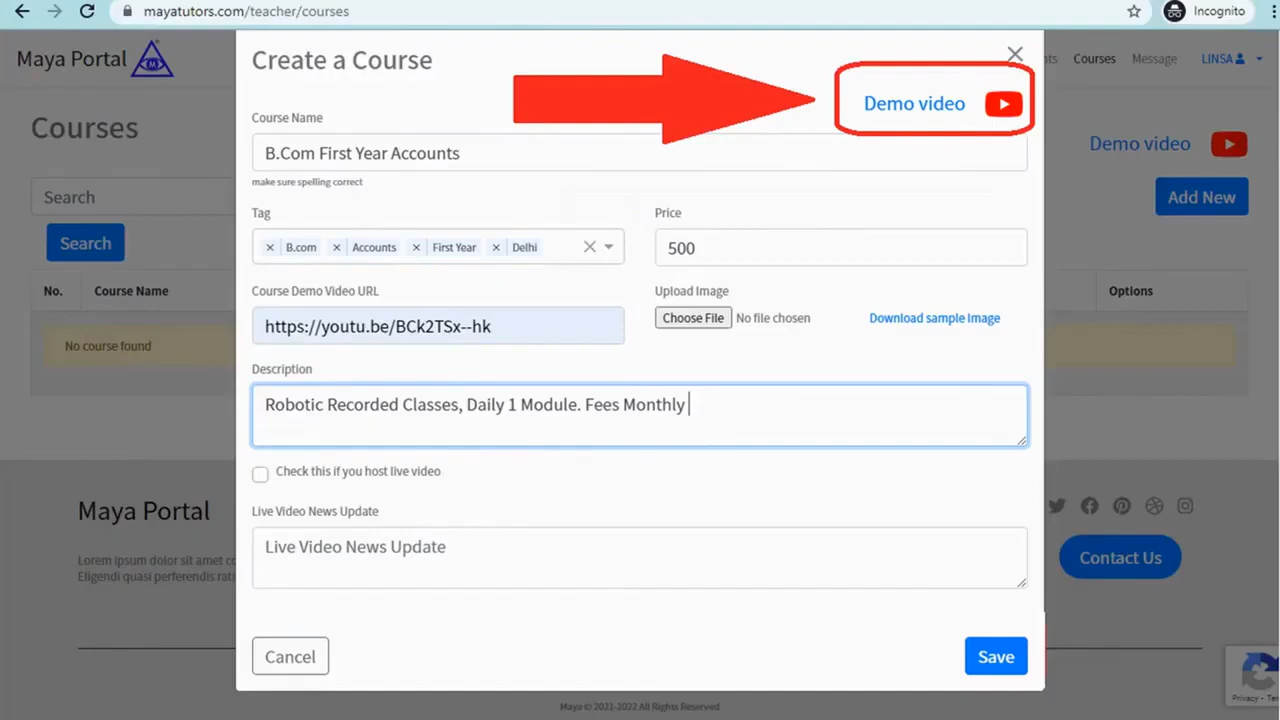 mayatutors.com/teacher/courses
Incognito
Maya Portal
M
Courses
Message
LINSA
Create a Course
Demo video
Courses
Demo video
Course Name
B.Com First Year Accounts
make sure spelling correct
Search
Add New
Tag
Price
× B.com × Accounts × First Year × Delhi
500
Search
No.
Course Name
Options
Course Demo Video URL
Upload Image
https://youtu.be/BCk2TSx--hk
Choose File No file chosen
Download sample Image
No course found
Description
Robotic Recorded Classes, Daily 1 Module. Fees Monthly
Check this if you host live video
Maya Portal
Live Video News Update
Live Video News Update
Lorem ipsum dolor sit amet
Eligendi quasi perferendis
Contact Us
Cancel
Save
Privacy
Maya © 2021-2022 All Rights Reserved